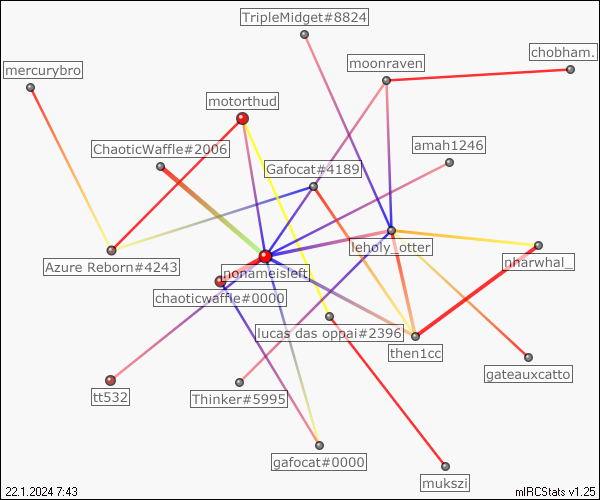 TripleMidget#8824
chobham.
moonraven
mercurybro
motorthud
ChaoticWaffle#2006
amah1246
Gafocat#4189
leholy_otter
nharwhal_
Azure Reborn#4243
nonameisleft
chaoticwaffle#0000
lucas das oppai#2396
then1cc
gateauxcatto
tt532
Thinker#5995
gafocat#0000
mukszi
22.1.2024 7:43
mIRCStats v1.25